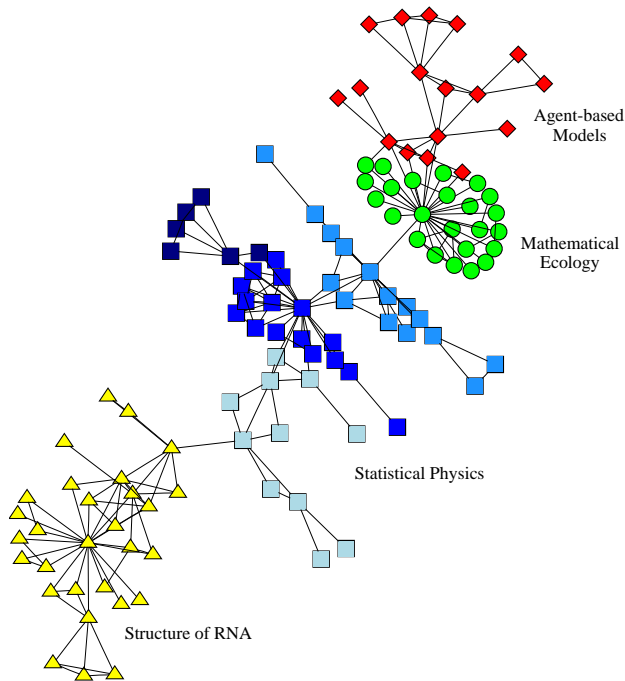 Agent-based
Models
Mathematical
Ecology
Statistical Physics
Structure of RNA